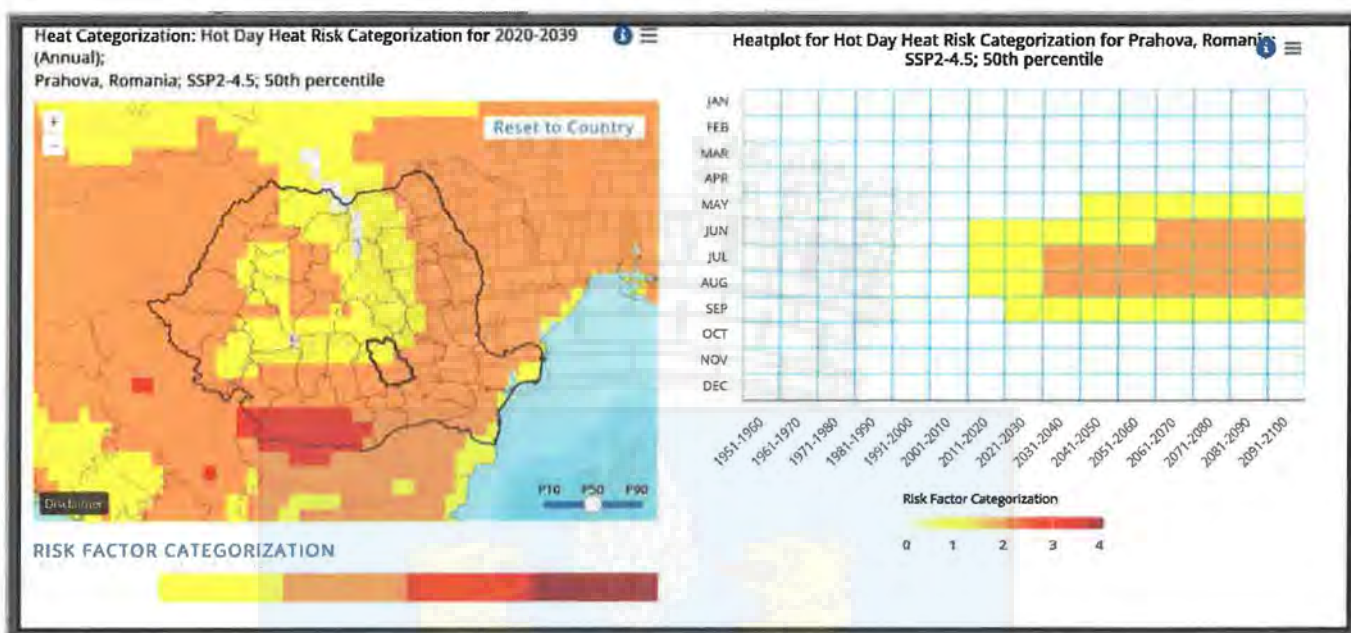 Heat Categorization: Hot Day Heat Risk Categorization for 2020-2039
(Annual);
Prahova, Romania; SSP2-4.5; 50th percentile
+
−
Reset to Country
P10 P50 P90
Disclaimer
RISK FACTOR CATEGORIZATION
Heatplot for Hot Day Heat Risk Categorization for Prahova, Romania;
SSP2-4.5; 50th percentile
JAN
FEB
MAR
APR
MAY
JUN
JUL
AUG
SEP
OCT
NOV
DEC
1951-1960
1961-1970
1971-1980
1981-1990
1991-2000
2001-2010
2011-2020
2021-2030
2031-2040
2041-2050
2051-2060
2061-2070
2071-2080
2081-2090
2091-2100
Risk Factor Categorization
0 1 2 3 4